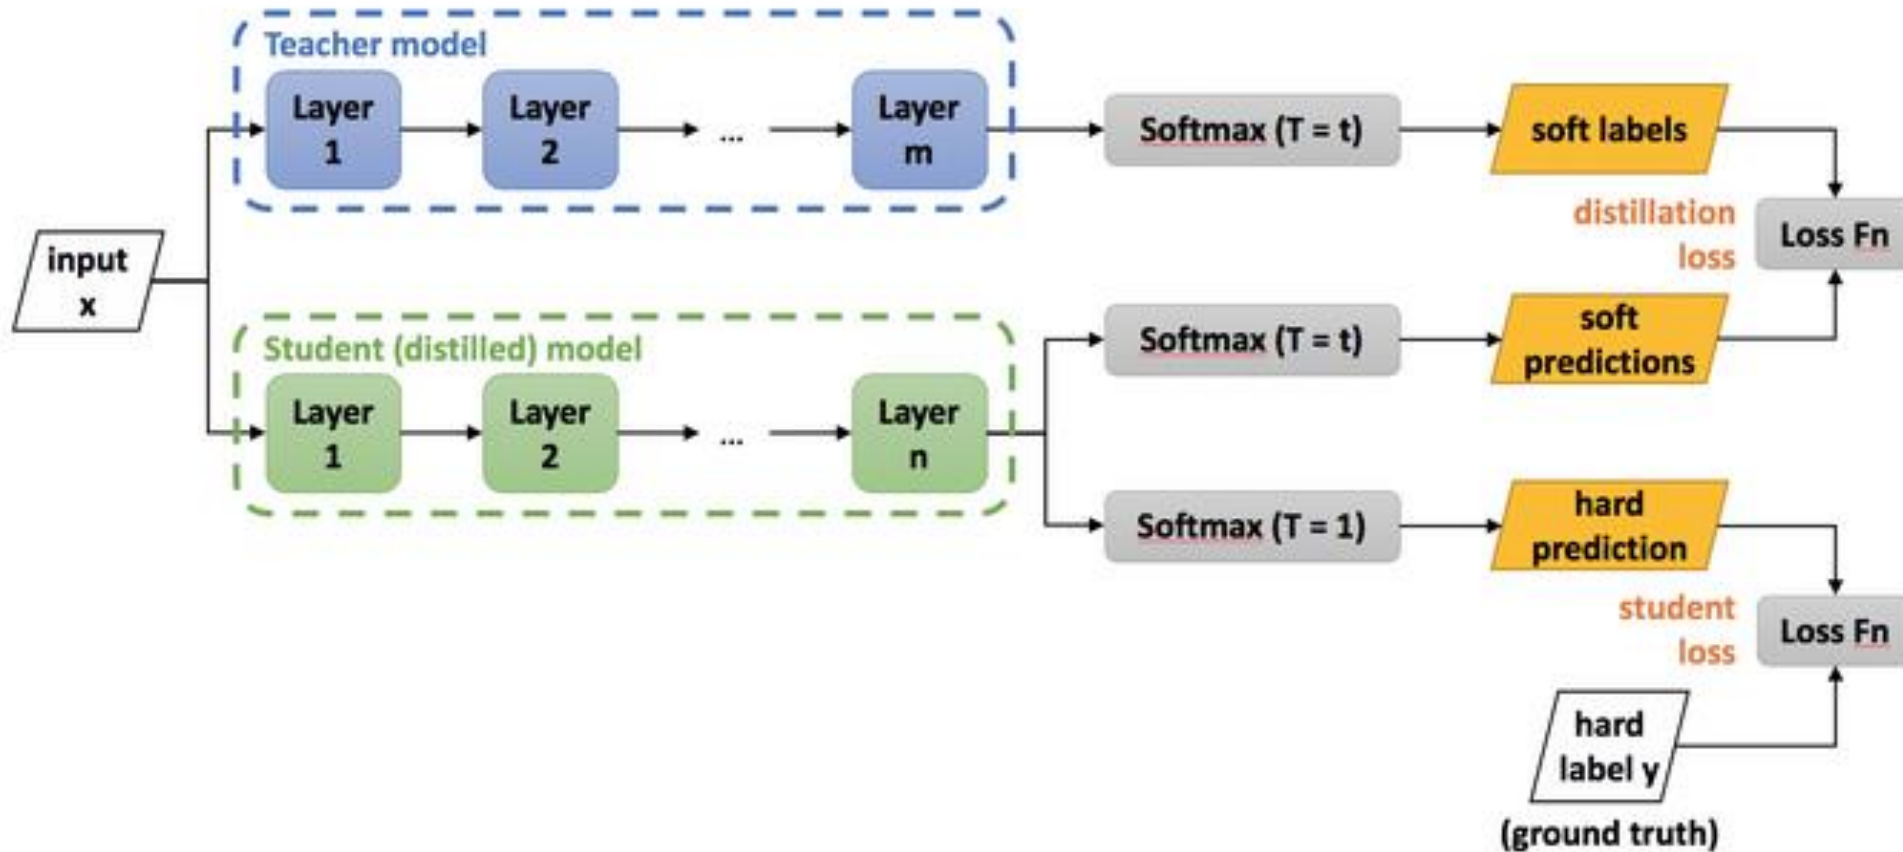 Teacher model
Layer
1
Layer
2
...
Layer
m
Softmax (T = t)
soft labels
distillation
loss
Loss Fn
input
x
Student (distilled) model
Layer
1
Layer
2
...
Layer
n
Softmax (T = t)
soft
predictions
Softmax (T = 1)
hard
prediction
student
loss
Loss Fn
hard
label y
(ground truth)